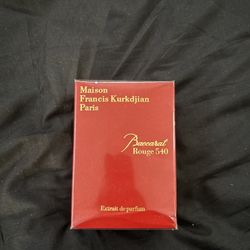 Maison
Francis Kurkdjian
Paris
Baccarat
Rouge 540
Extrait de parfum